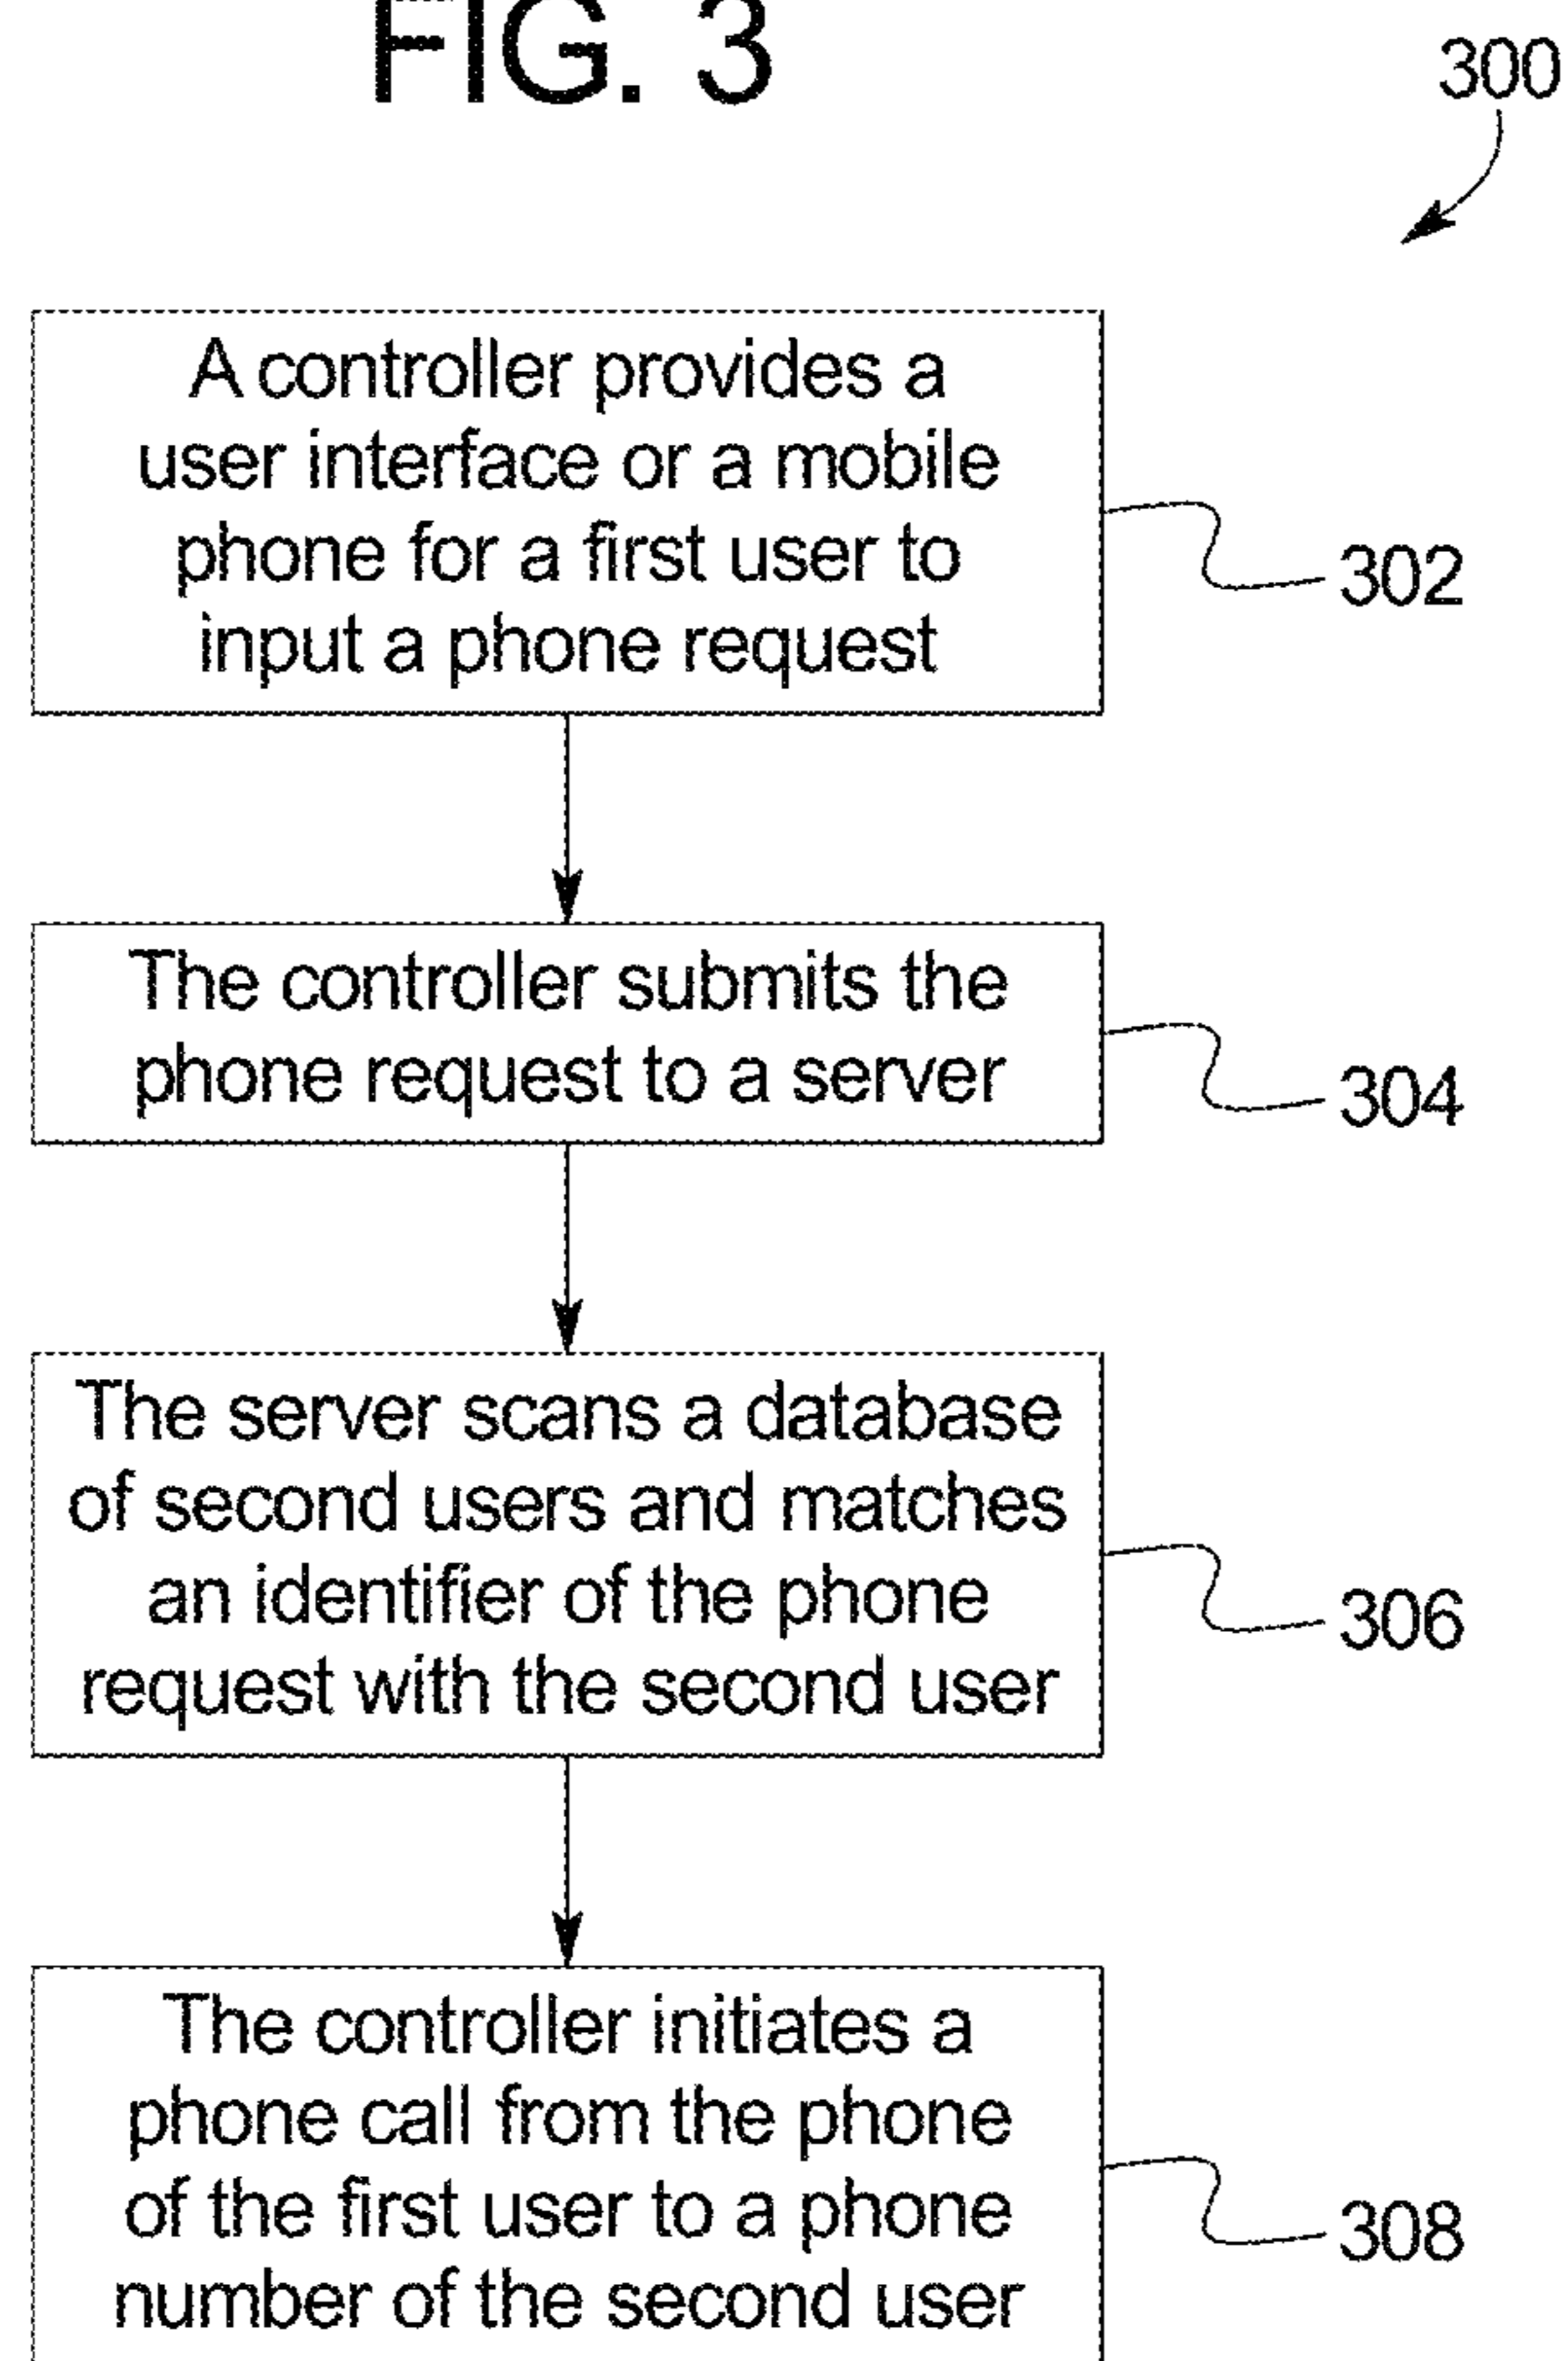 FIG. 3
300
A controller provides a
user interface or a mobile
phone for a first user to
input a phone request
302
The controller submits the
phone request to a server
304
The server scans a database
of second users and matches
an identifier of the phone
request with the second user
306
The controller initiates a
phone call from the phone
of the first user to a phone
number of the second user
308